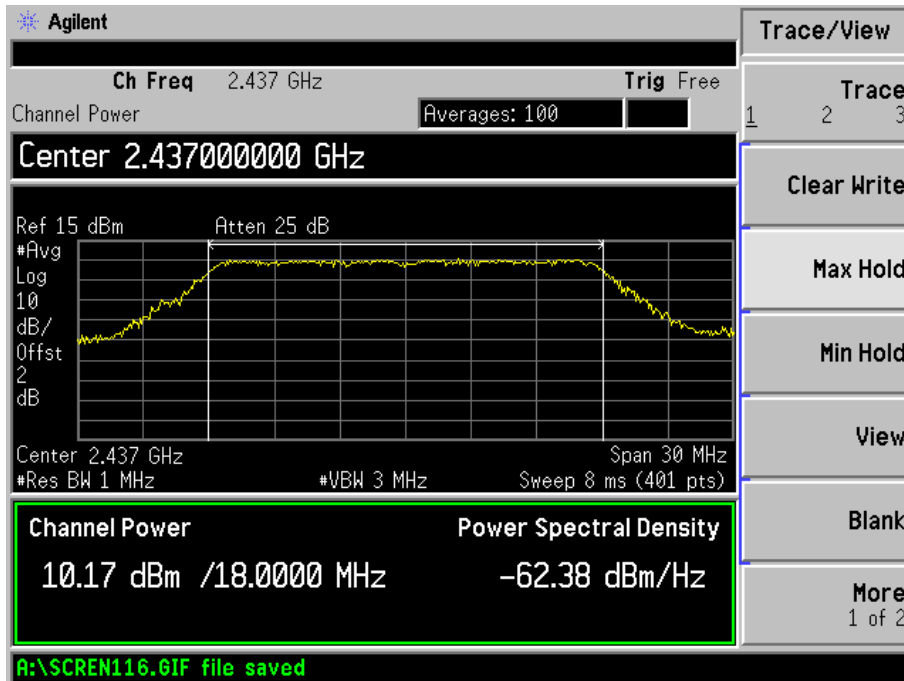 Agilent
Ch Freq 2.437 GHz Trig Free
Channel Power Averages: 100
Center 2.437000000 GHz
Ref 15 dBm Atten 25 dB
#Avg
Log
10
dB/
Offst
2
dB
Center 2.437 GHz Span 30 MHz
#Res BW 1 MHz #VBW 3 MHz Sweep 8 ms (401 pts)
Channel Power Power Spectral Density
10.17 dBm /18.0000 MHz -62.38 dBm/Hz
A:\SCREN116.GIF file saved
Trace/View
Trace
1 2 3
Clear Write
Max Hold
Min Hold
View
Blank
More
1 of 2